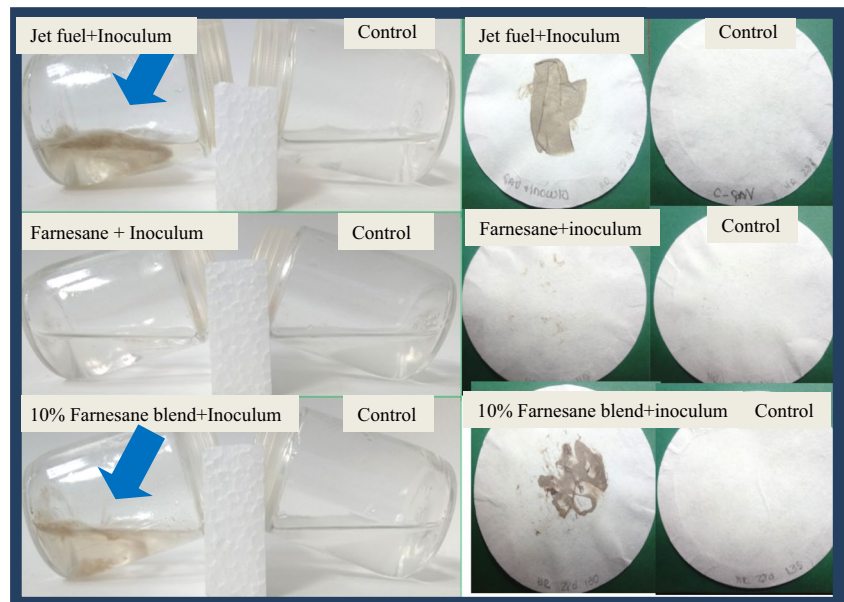 Jet fuel+Inoculum
Control
Jet fuel+Inoculum
Control
C-QAV
Farnesane + Inoculum
Control
Farnesane+inoculum
Control
10% Farnesane blend+Inoculum
Control
10% Farnesane blend+inoculum
Control